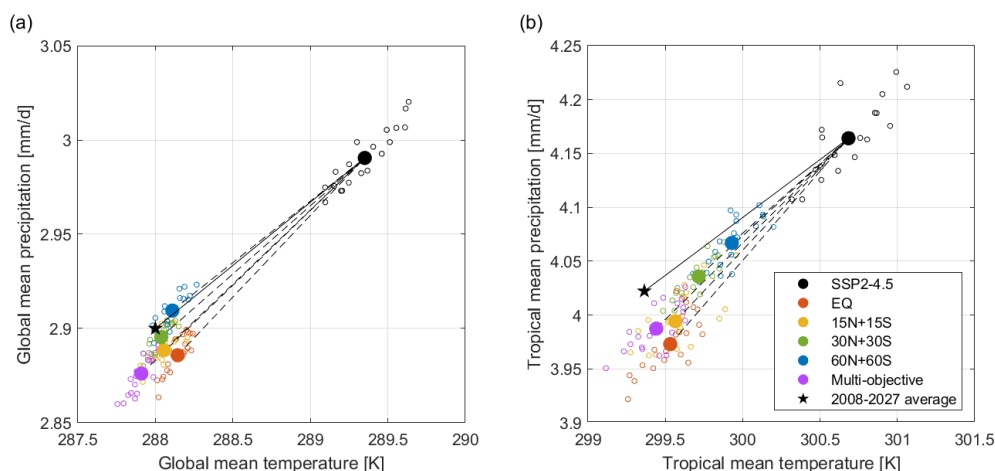 (a)
Global mean precipitation [mm/d]
3.05
3
2.95
2.9
2.85
287.5 288 288.5 289 289.5 290
Global mean temperature [K]
(b)
Tropical mean precipitation [mm/d]
4.25
4.2
4.15
4.1
4.05
4
3.95
3.9
299 299.5 300 300.5 301 301.5
Tropical mean temperature [K]
SSP2-4.5
EQ
15N+15S
30N+30S
60N+60S
Multi-objective
2008-2027 average